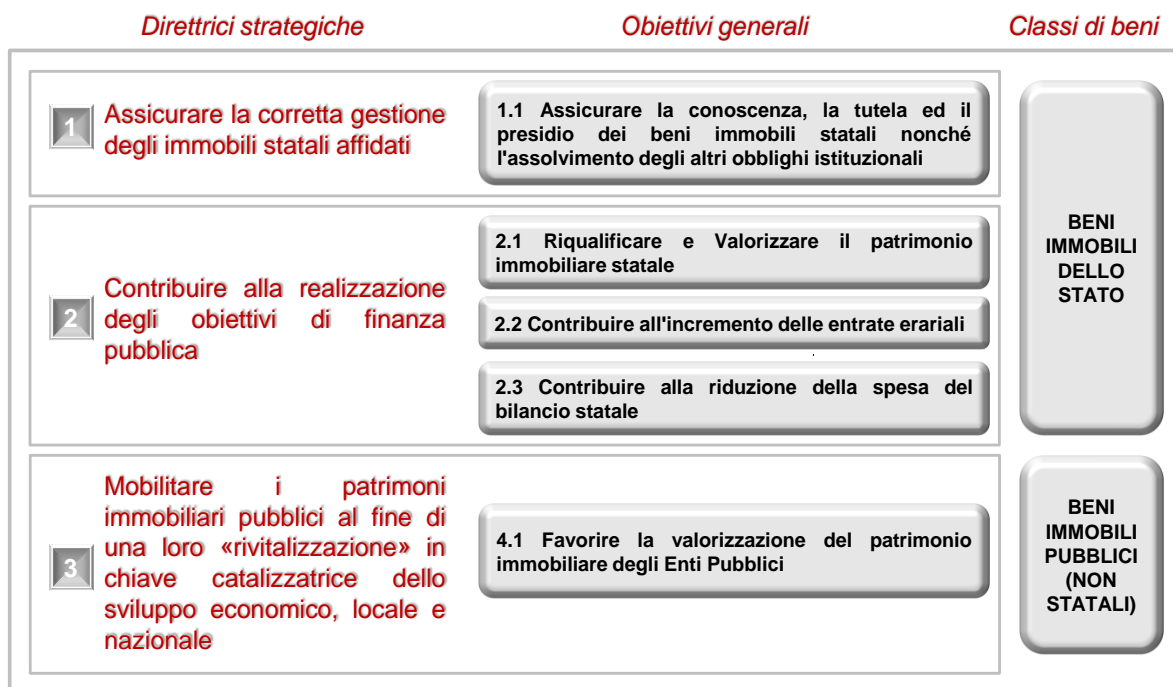 Direttrici strategiche
Obiettivi generali
Classi di beni
1
Assicurare la corretta gestione
degli immobili statali affidati
1.1 Assicurare la conoscenza, la tutela ed il
presidio dei beni immobili statali nonché
l'assolvimento degli altri obblighi istituzionali
2
Contribuire alla realizzazione
degli obiettivi di finanza
pubblica
2.1 Riqualificare e Valorizzare il patrimonio
immobiliare statale
2.2 Contribuire all'incremento delle entrate erariali
2.3 Contribuire alla riduzione della spesa del
bilancio statale
BENI
IMMOBILI
DELLO
STATO
3
Mobilitare i patrimoni
immobiliari pubblici al fine di
una loro «rivitalizzazione» in
chiave catalizzatrice dello
sviluppo economico, locale e
nazionale
4.1 Favorire la valorizzazione del patrimonio
immobiliare degli Enti Pubblici
BENI
IMMOBILI
PUBBLICI
(NON
STATALI)